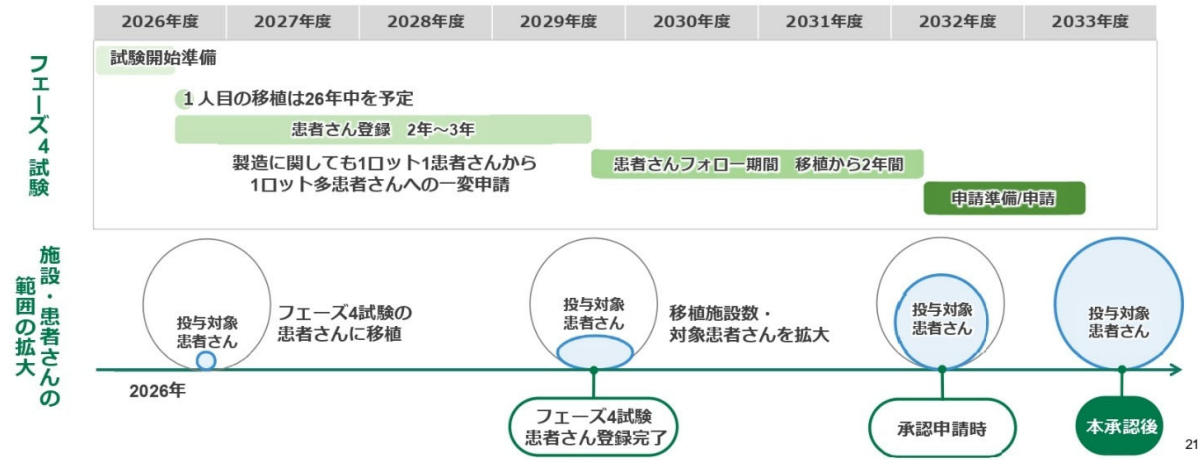 2026年度 2027年度 2028年度 2029年度 2030年度 2031年度 2032年度 2033年度
フェーズ4試験
試験開始準備
1人目の移植は26年中を予定
患者さん登録　2年～3年
製造に関しても1ロット1患者さんから
1ロット多患者さんへの一変申請
患者さんフォロー期間　移植から2年間
申請準備/申請
施設・患者さんの
範囲の拡大
投与対象
患者さん
フェーズ4試験の
患者さんに移植
投与対象
患者さん
移植施設数・
対象患者さんを拡大
投与対象
患者さん
投与対象
患者さん
2026年
フェーズ4試験
患者さん登録完了
承認申請時
本承認後
21